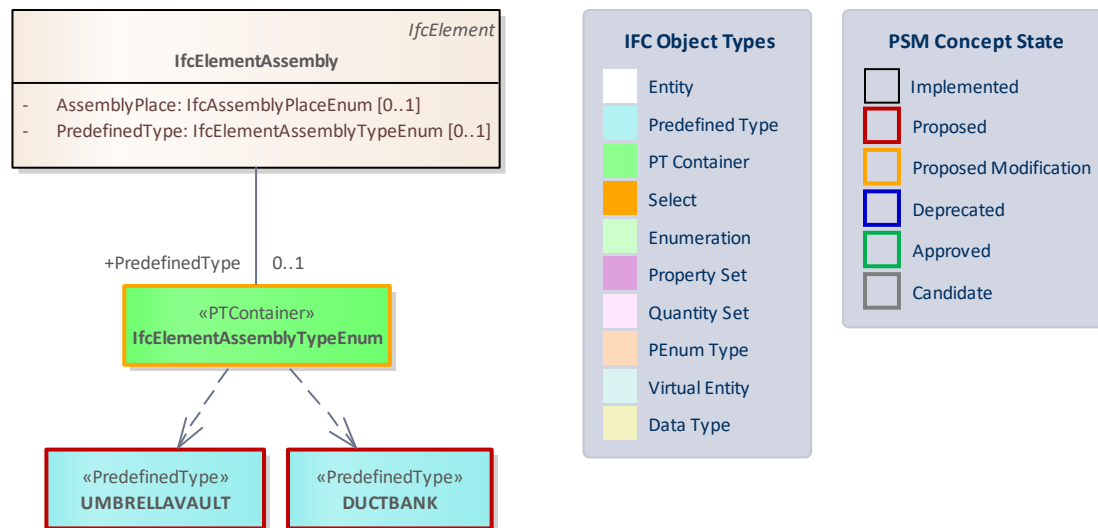 IfcElement
IfcElementAssembly
- AssemblyPlace: IfcAssemblyPlaceEnum [0..1]
- PredefinedType: IfcElementAssemblyTypeEnum [0..1]
+PredefinedType 0..1
«PTContainer»
IfcElementAssemblyTypeEnum
«PredefinedType»
UMBRELLAVAULT
«PredefinedType»
DUCTBANK
IFC Object Types
Entity
Predefined Type
PT Container
Select
Enumeration
Property Set
Quantity Set
PEnum Type
Virtual Entity
Data Type
PSM Concept State
Implemented
Proposed
Proposed Modification
Deprecated
Approved
Candidate